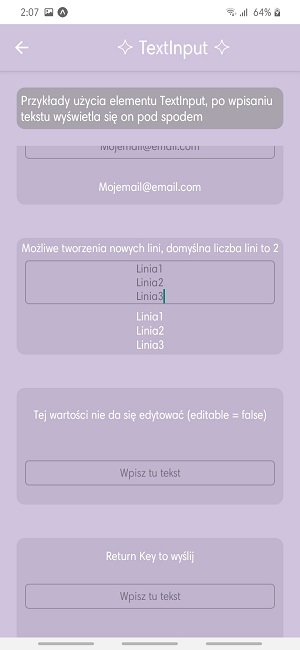 2:07
64%
✧ TextInput ✧
Przykłady użycia elementu TextInput, po wpisaniu
tekstu wyświetla się on pod spodem
Mojemail@email.com
Mojemail@email.com
Możliwe tworzenia nowych lini, domyślna liczba lini to 2
Linia1
Linia2
Linia3
Linia1
Linia2
Linia3
Tej wartości nie da się edytować (editable = false)
Wpisz tu tekst
Return Key to wyślij
Wpisz tu tekst